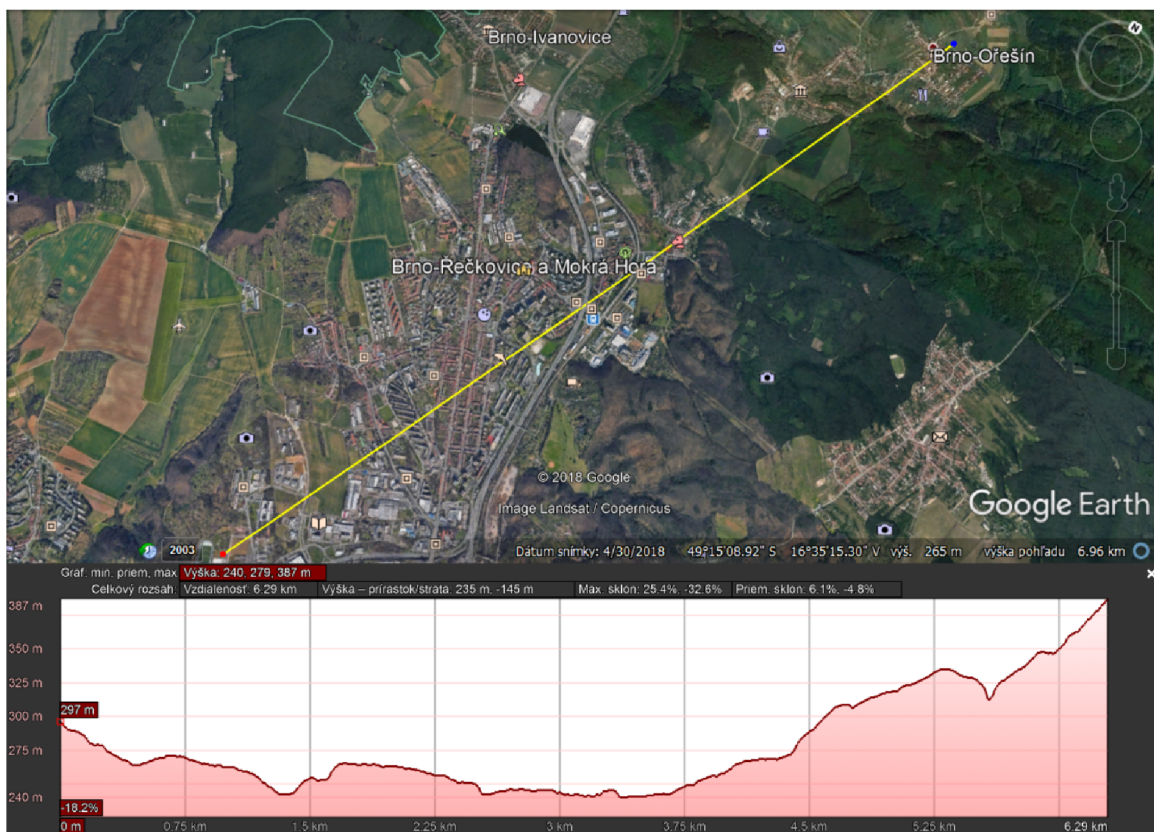 Brno-Ivanovice
Brno-Ořešín
N
Brno-Řečkovice a Mokrá Hora
© 2018 Google
Image Landsat / Copernicus
Google Earth
2003
Dátum snímky: 4/30/2018 49°15'08.92" S 16°35'15.30" V výš. 265 m výška pohľadu 6.96 km
Graf. min, priem, max Výška: 240, 279, 387 m
Celkový rozsah: Vzdialenosť: 6.29 km Výška – prírastok/strata: 235 m, -145 m Max. sklon: 25.4%, -32.6% Priem. sklon: 6.1%, -4.8%
387 m
350 m
325 m
300 m
297 m
275 m
240 m
-18.2%
0 m 0.75 km 1.5 km 2.25 km 3 km 3.75 km 4.5 km 5.25 km 6.29 km